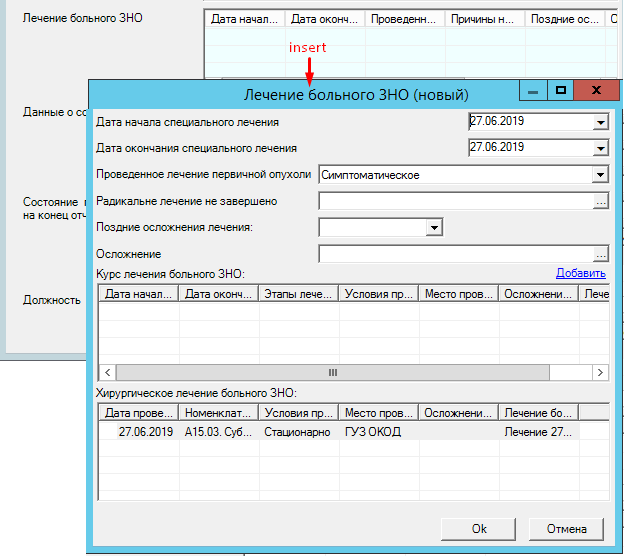 Лечение больного ЗНО
Дата начал... Дата оконч... Проведенн... Причины н... Поздние ос... О
insert
Лечение больного ЗНО (новый)
Данные о со
Дата начала специального лечения 27.06.2019
Дата окончания специального лечения 27.06.2019
Проведенное лечение первичной опухоли Симптоматическое
Состояние
на конец отч
Радикальне лечение не завершено ...
Поздние осложнения лечения:
Осложнение ...
Курс лечения больного ЗНО: Добавить
Должность
Дата начал... Дата оконч... Этапы лече... Условия пр... Место пров... Осложнени... Лече
Хирургическое лечение больного ЗНО:
Дата прове... Номенклат... Условия пр... Место пров... Осложнени... Лечение бо...
27.06.2019 A15.03. Суб... Стационарно ГУЗ ОКОД Лечение 27...
Ok Отмена